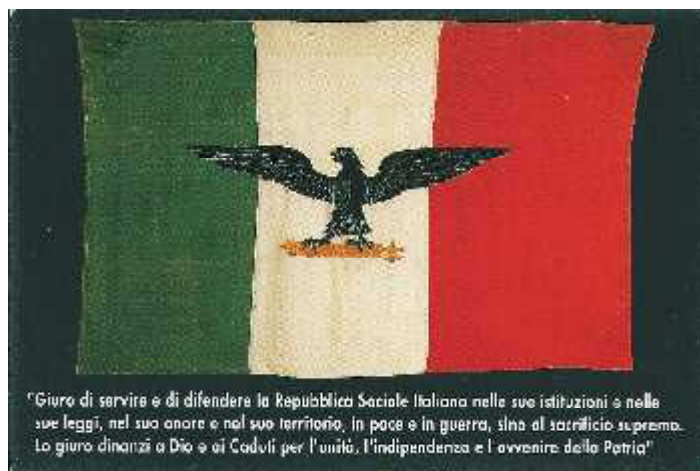 "Giuro di servire e di difendere la Repubblica Sociale Italiana nelle sue istituzioni e nelle
sue leggi, nel suo onore e nel suo territorio, in pace e in guerra, sino al sacrificio supremo.
Lo giuro dinanzi a Dio e ai Caduti per l'unità, l'indipendenza e l avvenire della Patria"